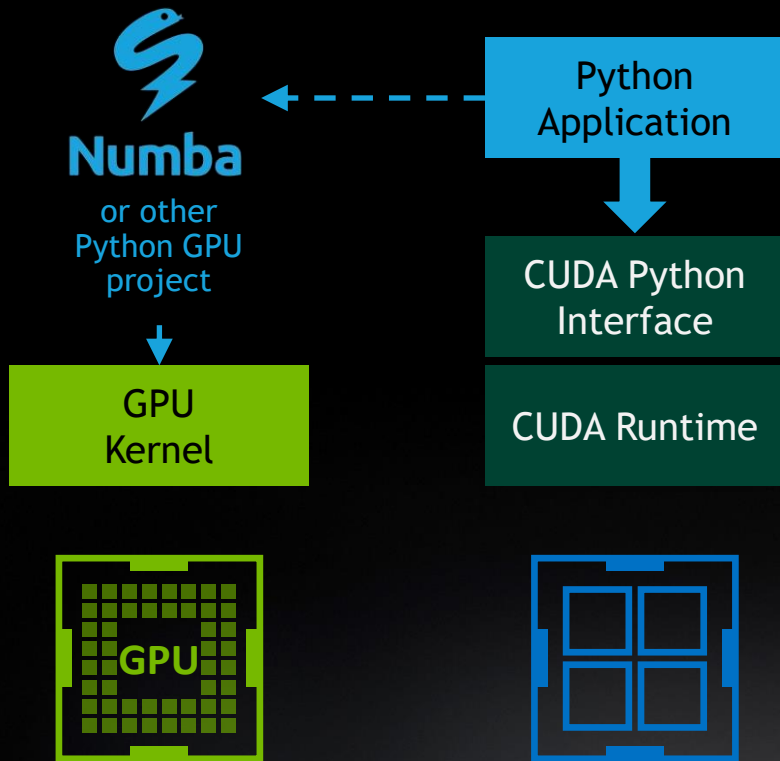 Numba
or other
Python GPU
project
GPU
Kernel
GPU
Python
Application
CUDA Python
Interface
CUDA Runtime